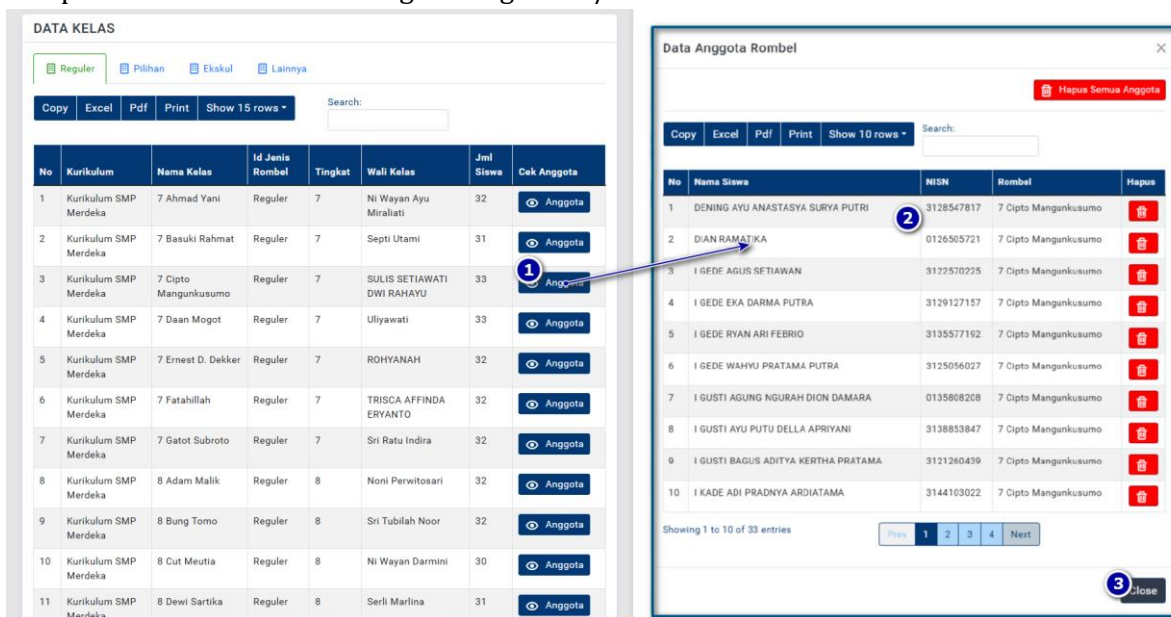 DATA KELAS
Reguler Pilihan Ekskul Lainnya
Copy Excel Pdf Print Show 15 rows Search:
No Kurikulum Nama Kelas Id Jenis Rombel Tingkat Wali Kelas Jml Siswa Cek Anggota
1 Kurikulum SMP Merdeka 7 Ahmad Yani Reguler 7 Ni Wayan Ayu Miraliati 32 Anggota
2 Kurikulum SMP Merdeka 7 Basuki Rahmat Reguler 7 Septi Utami 31 Anggota
3 Kurikulum SMP Merdeka 7 Cipto Mangunkusumo Reguler 7 SULIS SETIAWATI DWI RAHAYU 33 Anggota
1
4 Kurikulum SMP Merdeka 7 Daan Mogot Reguler 7 Uliyawati 33 Anggota
5 Kurikulum SMP Merdeka 7 Ernest D. Dekker Reguler 7 ROHYANAH 32 Anggota
6 Kurikulum SMP Merdeka 7 Fatahillah Reguler 7 TRISCA AFFINDA ERYANTO 32 Anggota
7 Kurikulum SMP Merdeka 7 Gatot Subroto Reguler 7 Sri Ratu Indira 32 Anggota
8 Kurikulum SMP Merdeka 8 Adam Malik Reguler 8 Noni Perwitosari 32 Anggota
9 Kurikulum SMP Merdeka 8 Bung Tomo Reguler 8 Sri Tubilah Noor 32 Anggota
10 Kurikulum SMP Merdeka 8 Cut Meutia Reguler 8 Ni Wayan Darmini 30 Anggota
11 Kurikulum SMP Merdeka 8 Dewi Sartika Reguler 8 Serli Marlina 31 Anggota
Data Anggota Rombel
Hapus Semua Anggota
Copy Excel Pdf Print Show 10 rows Search:
No Nama Siswa NISN Rombel Hapus
1 DENING AYU ANASTASYA SURYA PUTRI 3128547817 7 Cipto Mangunkusumo
2
2 DIAN RAMATIKA 0126505721 7 Cipto Mangunkusumo
3 I GEDE AGUS SETIAWAN 3122570225 7 Cipto Mangunkusumo
4 I GEDE EKA DARMA PUTRA 3129127157 7 Cipto Mangunkusumo
5 I GEDE RYAN ARI FEBRIO 3135577192 7 Cipto Mangunkusumo
6 I GEDE WAHYU PRATAMA PUTRA 3125056027 7 Cipto Mangunkusumo
7 I GUSTI AGUNG NGURAH DION DAMARA 0135808208 7 Cipto Mangunkusumo
8 I GUSTI AYU PUTU DELLA APRIYANI 3138853847 7 Cipto Mangunkusumo
9 I GUSTI BAGUS ADITYA KERTHA PRATAMA 3121260439 7 Cipto Mangunkusumo
10 I KADE ADI PRADNYA ARDIATAMA 3144103022 7 Cipto Mangunkusumo
Showing 1 to 10 of 33 entries Prev 1 2 3 4 Next
3
Close